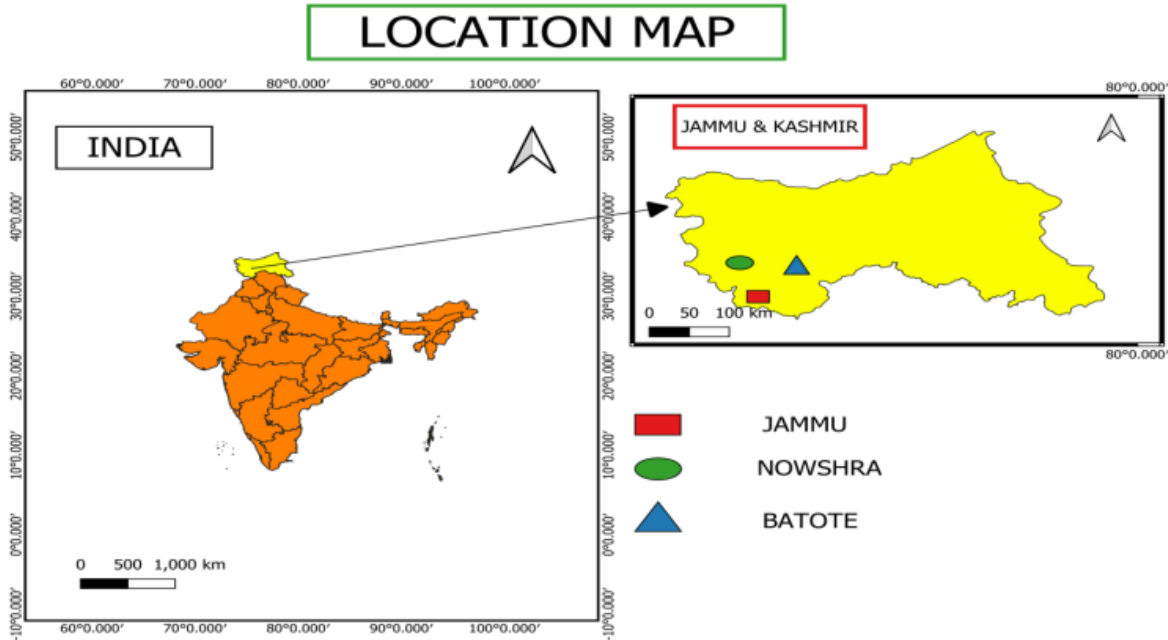 LOCATION MAP
60°0.000′ 70°0.000′ 80°0.000′ 90°0.000′ 100°0.000′
INDIA
50°0.000′
40°0.000′
30°0.000′
20°0.000′
10°0.000′
0°0.000′
-10°0.000′
0 500 1,000 km
60°0.000′ 70°0.000′ 80°0.000′ 90°0.000′ 100°0.000′
50°0.000′
40°0.000′
30°0.000′
20°0.000′
10°0.000′
0°0.000′
-10°0.000′
80°0.000′
JAMMU & KASHMIR
0 50 100 km
80°0.000′
JAMMU
NOWSHRA
BATOTE